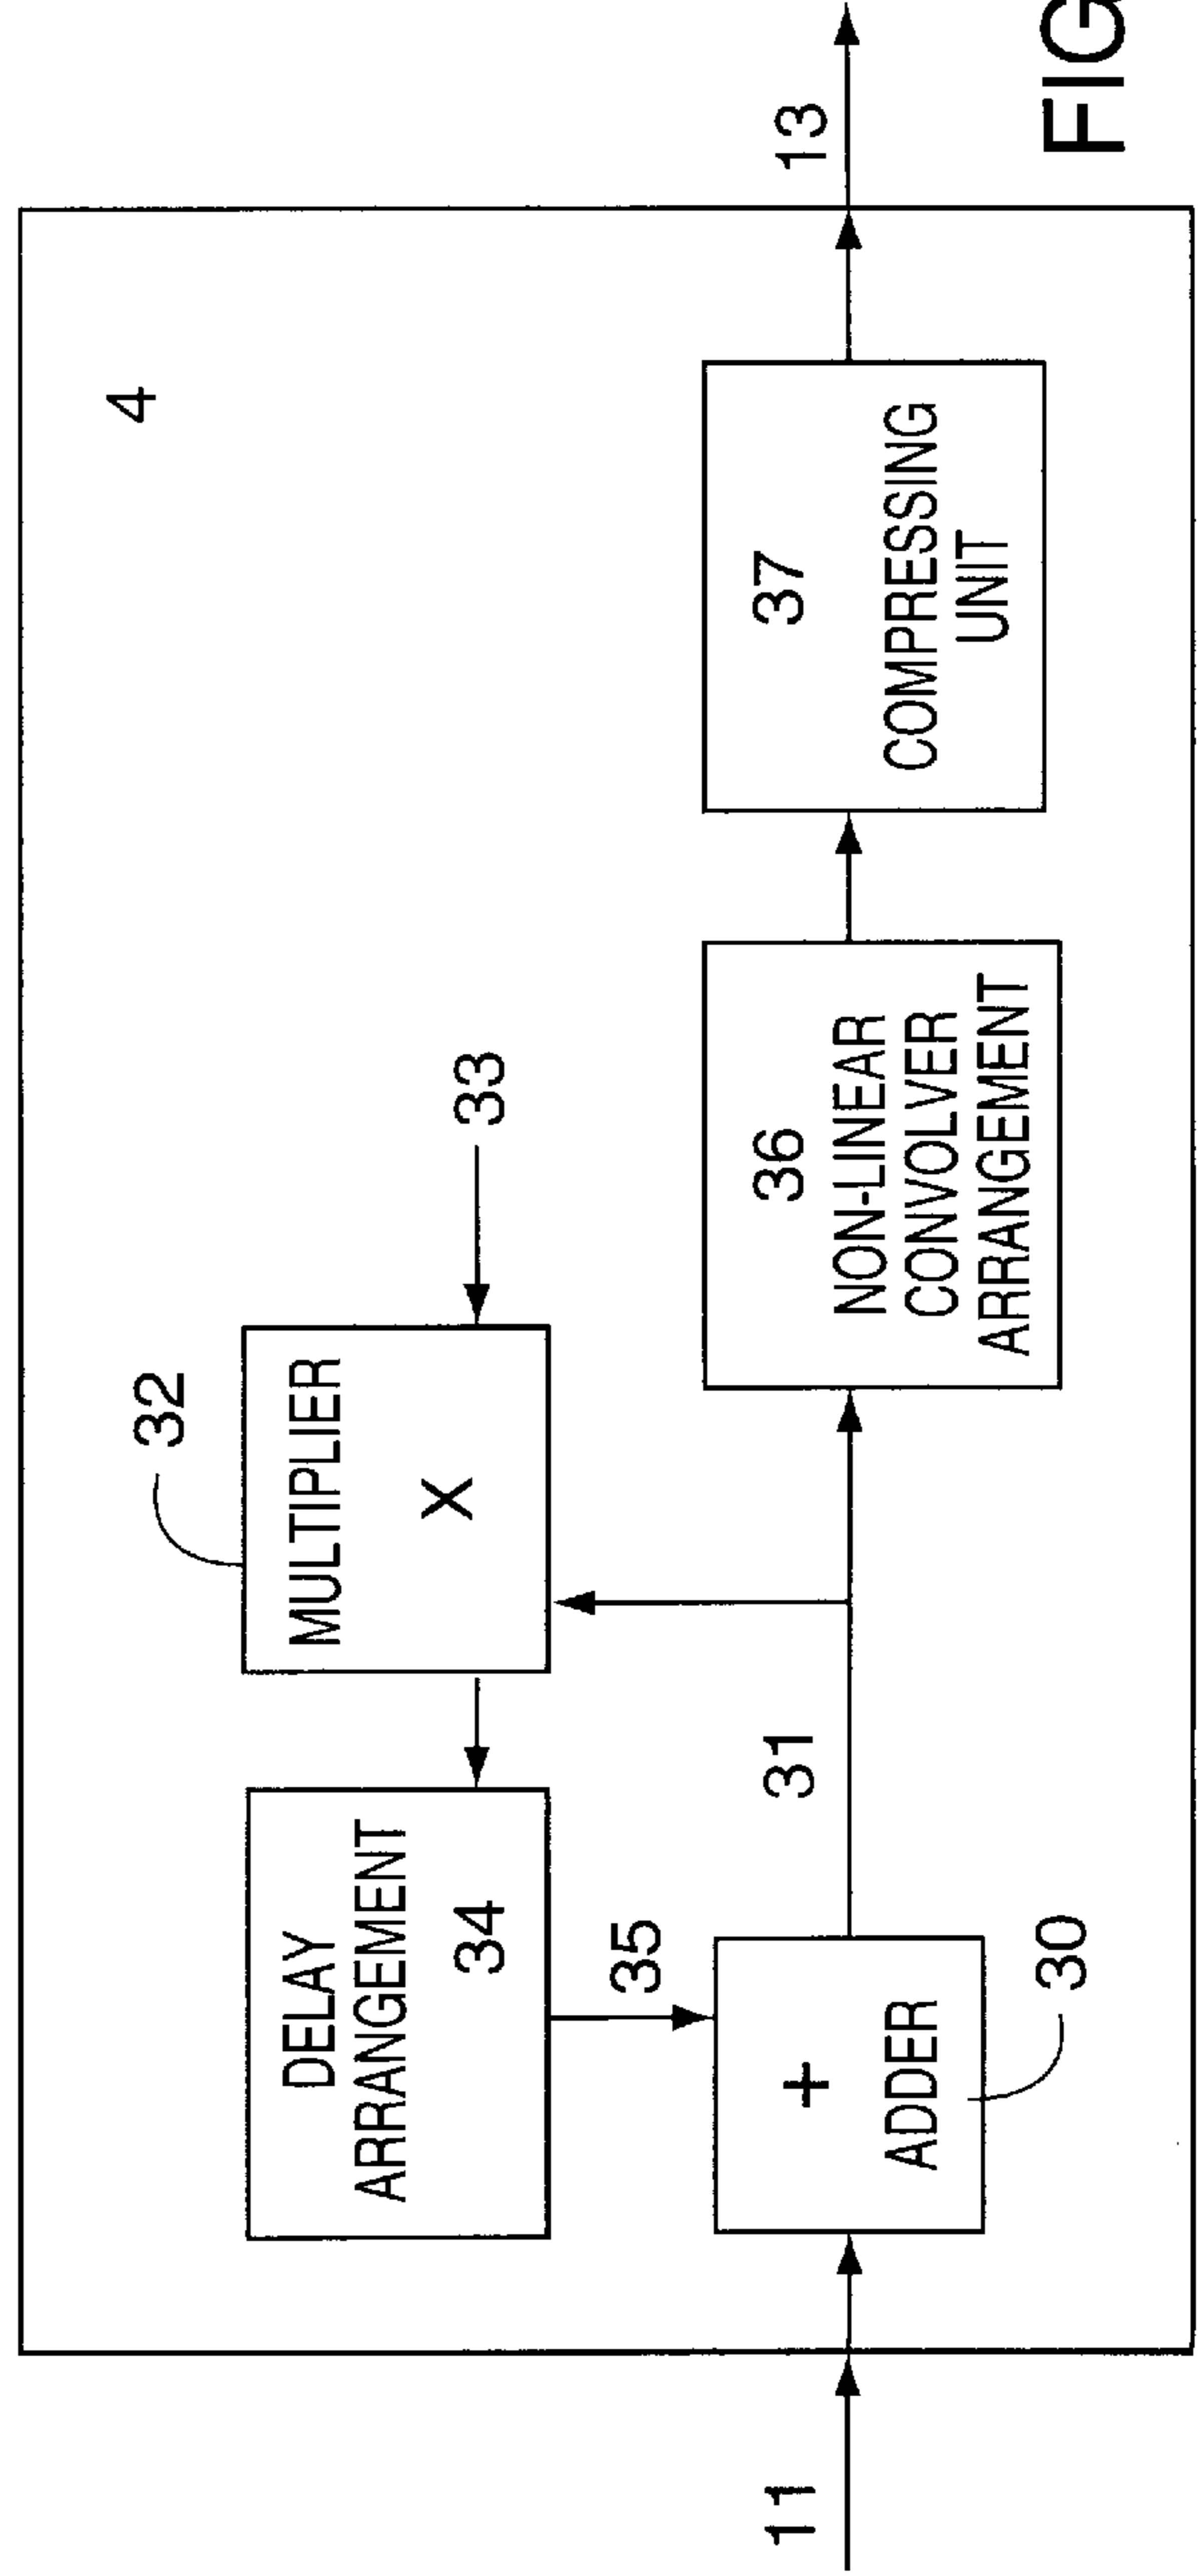 4
32
MULTIPLIER
X
33
DELAY
ARRANGEMENT
34
35
31
11
+
ADDER
30
36
NON-LINEAR
CONVOLVER
ARRANGEMENT
37
COMPRESSING
UNIT
13
FIG